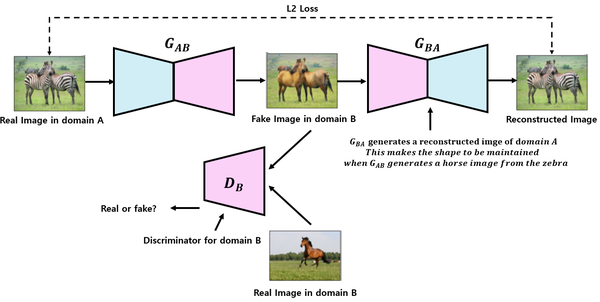 L2 Loss
G_AB
G_BA
Real Image in domain A
Fake Image in domain B
Reconstructed Image
G_BA generates a reconstructed imge of domain A
This makes the shape to be maintained
when G_AB generates a horse image from the zebra
D_B
Real or fake?
Discriminator for domain B
Real Image in domain B